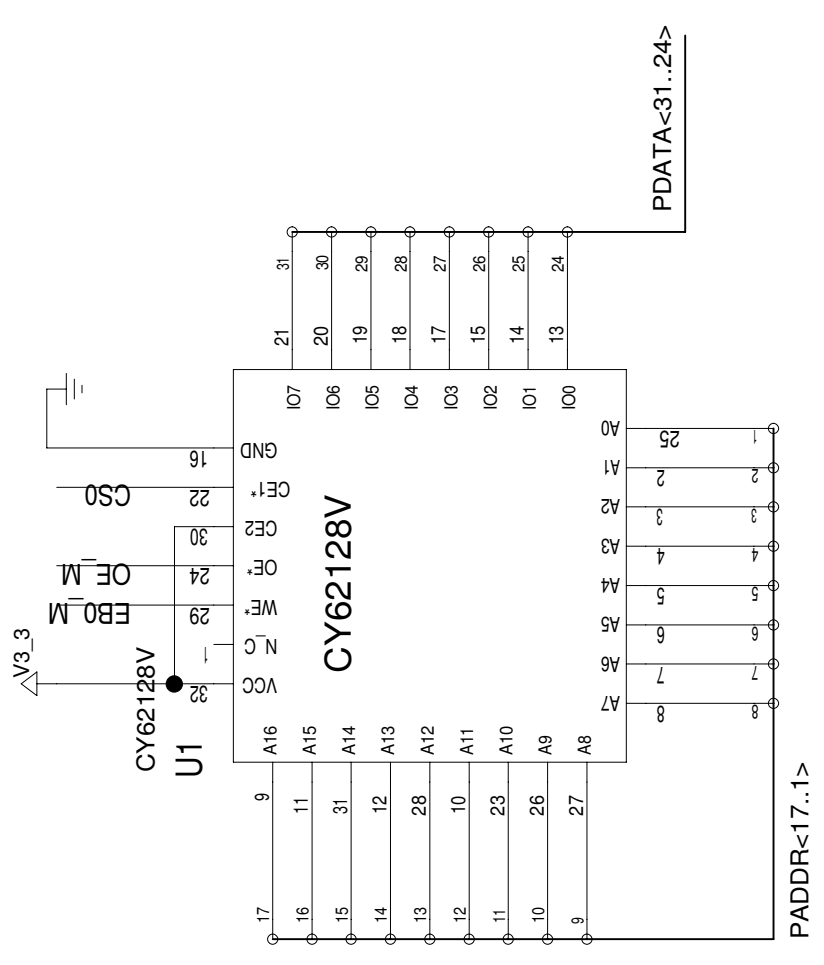 PDATA<31..24>
31 21 IO7
30 20 IO6
29 19 IO5
28 18 IO4
27 17 IO3
26 15 IO2
25 14 IO1
24 13 IO0
16 GND
CS0 22 CE1*
30 CE2
OE_M 24 OE*
EB0_M 29 WE*
1 N_C
V3_3 32 VCC
CY62128V
U1
CY62128V
A0 25 1
A1 2 2
A2 3 3
A3 4 4
A4 5 5
A5 6 6
A6 7 7
A7 8 8
A16 9 17
A15 11 16
A14 31 15
A13 12 14
A12 28 13
A11 10 12
A10 23 11
A9 26 10
A8 27 9
PADDR<17..1>